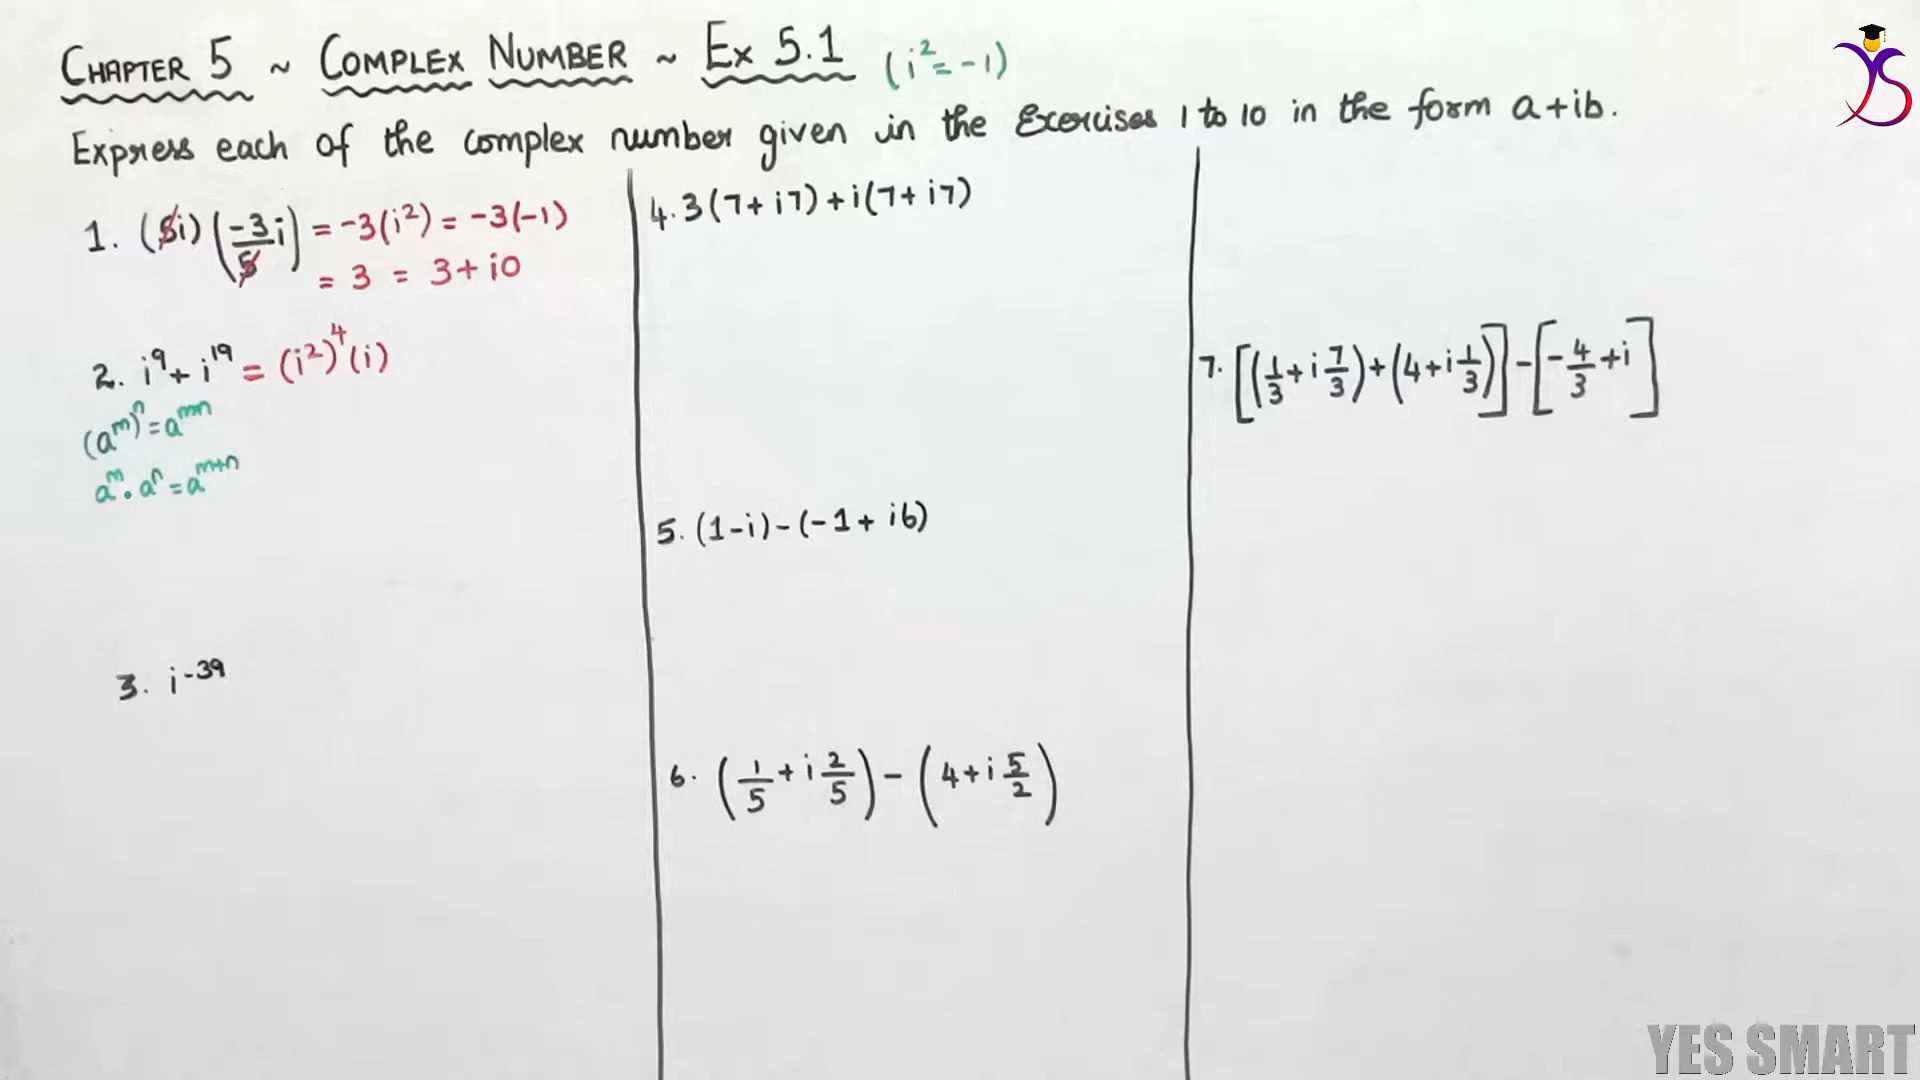 CHAPTER 5 ~ COMPLEX NUMBER ~ Ex 5.1 (i²=-1)
Express each of the complex number given in the Exercises 1 to 10 in the form a+ib.
1. (5i)(-3/5 i) = -3(i²) = -3(-1)
= 3 = 3+i0
2. i⁹+i¹⁹ = (i²)⁴(i)
(aᵐ)ⁿ=aᵐⁿ
aᵐ.aⁿ=aᵐ⁺ⁿ
3. i⁻³⁹
4. 3(7+i7)+i(7+i7)
5. (1-i)-(-1+i6)
6. (1/5+i 2/5)-(4+i 5/2)
7. [(1/3+i 7/3)+(4+i 1/3)]-[-4/3+i]
YS
YES SMART